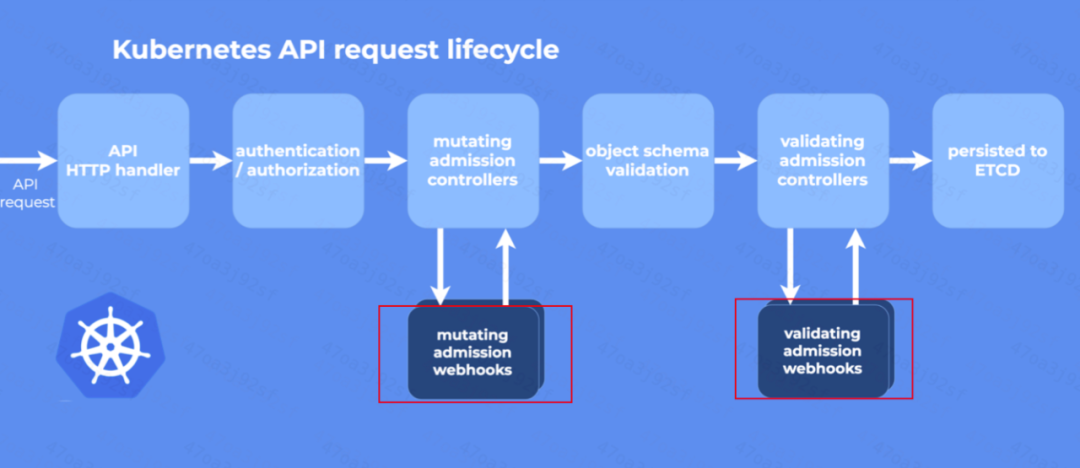 Kubernetes API request lifecycle
API
HTTP handler
authentication
/ authorization
mutating
admission
controllers
object schema
validation
validating
admission
controllers
persisted to
ETCD
API
request
mutating
admission
webhooks
validating
admission
webhooks